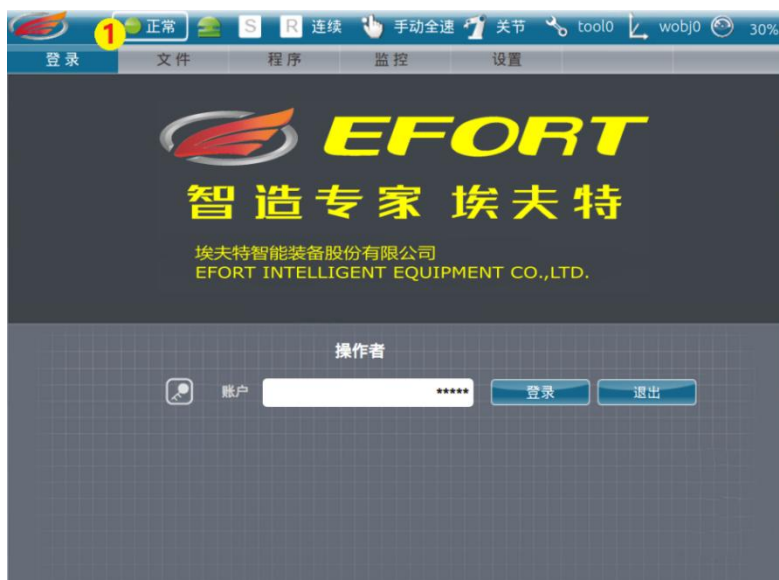 1 正常 S R 连续 手动全速 关节 tool0 wobj0 30%
登录 文件 程序 监控 设置
EFORT
智造专家 埃夫特
埃夫特智能装备股份有限公司
EFORT INTELLIGENT EQUIPMENT CO.,LTD.
操作者
账户 ***** 登录 退出